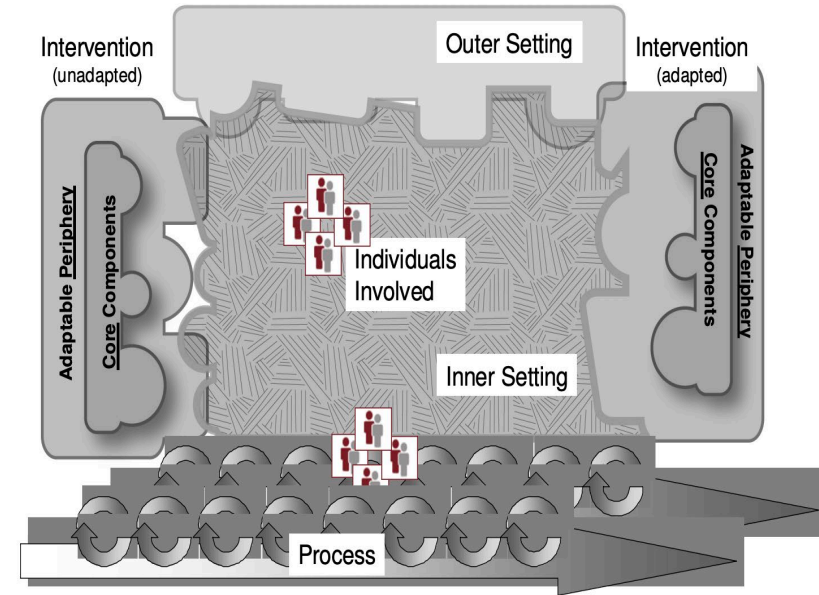 Intervention
(unadapted)
Outer Setting
Intervention
(adapted)
Adaptable Periphery
Core Components
Individuals
Involved
Inner Setting
Core Components
Adaptable Periphery
Process